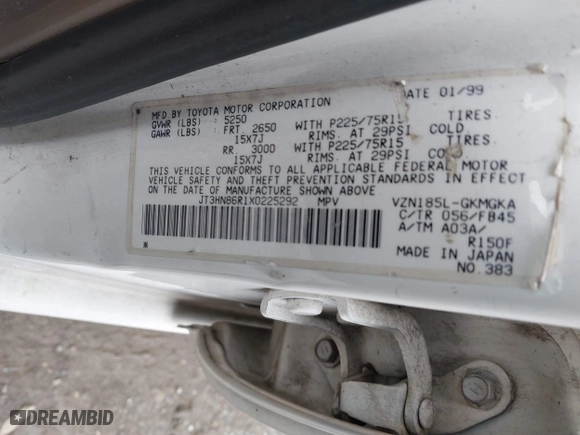 MFD.BY TOYOTA MOTOR CORPORATION DATE 01/99
GVWR (LBS) : 5250
GAWR (LBS) : FRT 2650 WITH P225/75R15 TIRES.
15X7J RIMS. AT 29PSI COLD
RR. 3000 WITH P225/75R15 TIRES.
15X7J RIMS. AT 29PSI COLD
THIS VEHICLE CONFORMS TO ALL APPLICABLE FEDERAL MOTOR
VEHICLE SAFETY AND THEFT PREVENTION STANDARDS IN EFFECT
ON THE DATE OF MANUFACTURE SHOWN ABOVE.
JT3HN86R1X0225292 MPV VZN185L-GKMGKA
C/TR 056/FB45
A/TM A03A/
R150F
MADE IN JAPAN
NO.383
DREAMBID